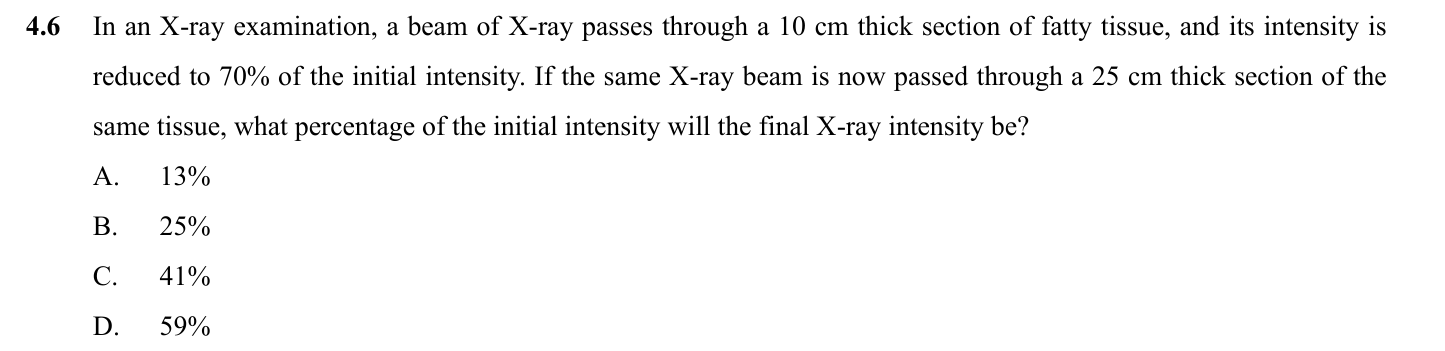 4.6 In an X-ray examination, a beam of X-ray passes through a 10 cm thick section of fatty tissue, and its intensity is
reduced to 70% of the initial intensity. If the same X-ray beam is now passed through a 25 cm thick section of the
same tissue, what percentage of the initial intensity will the final X-ray intensity be?
A. 13%
B. 25%
C. 41%
D. 59%